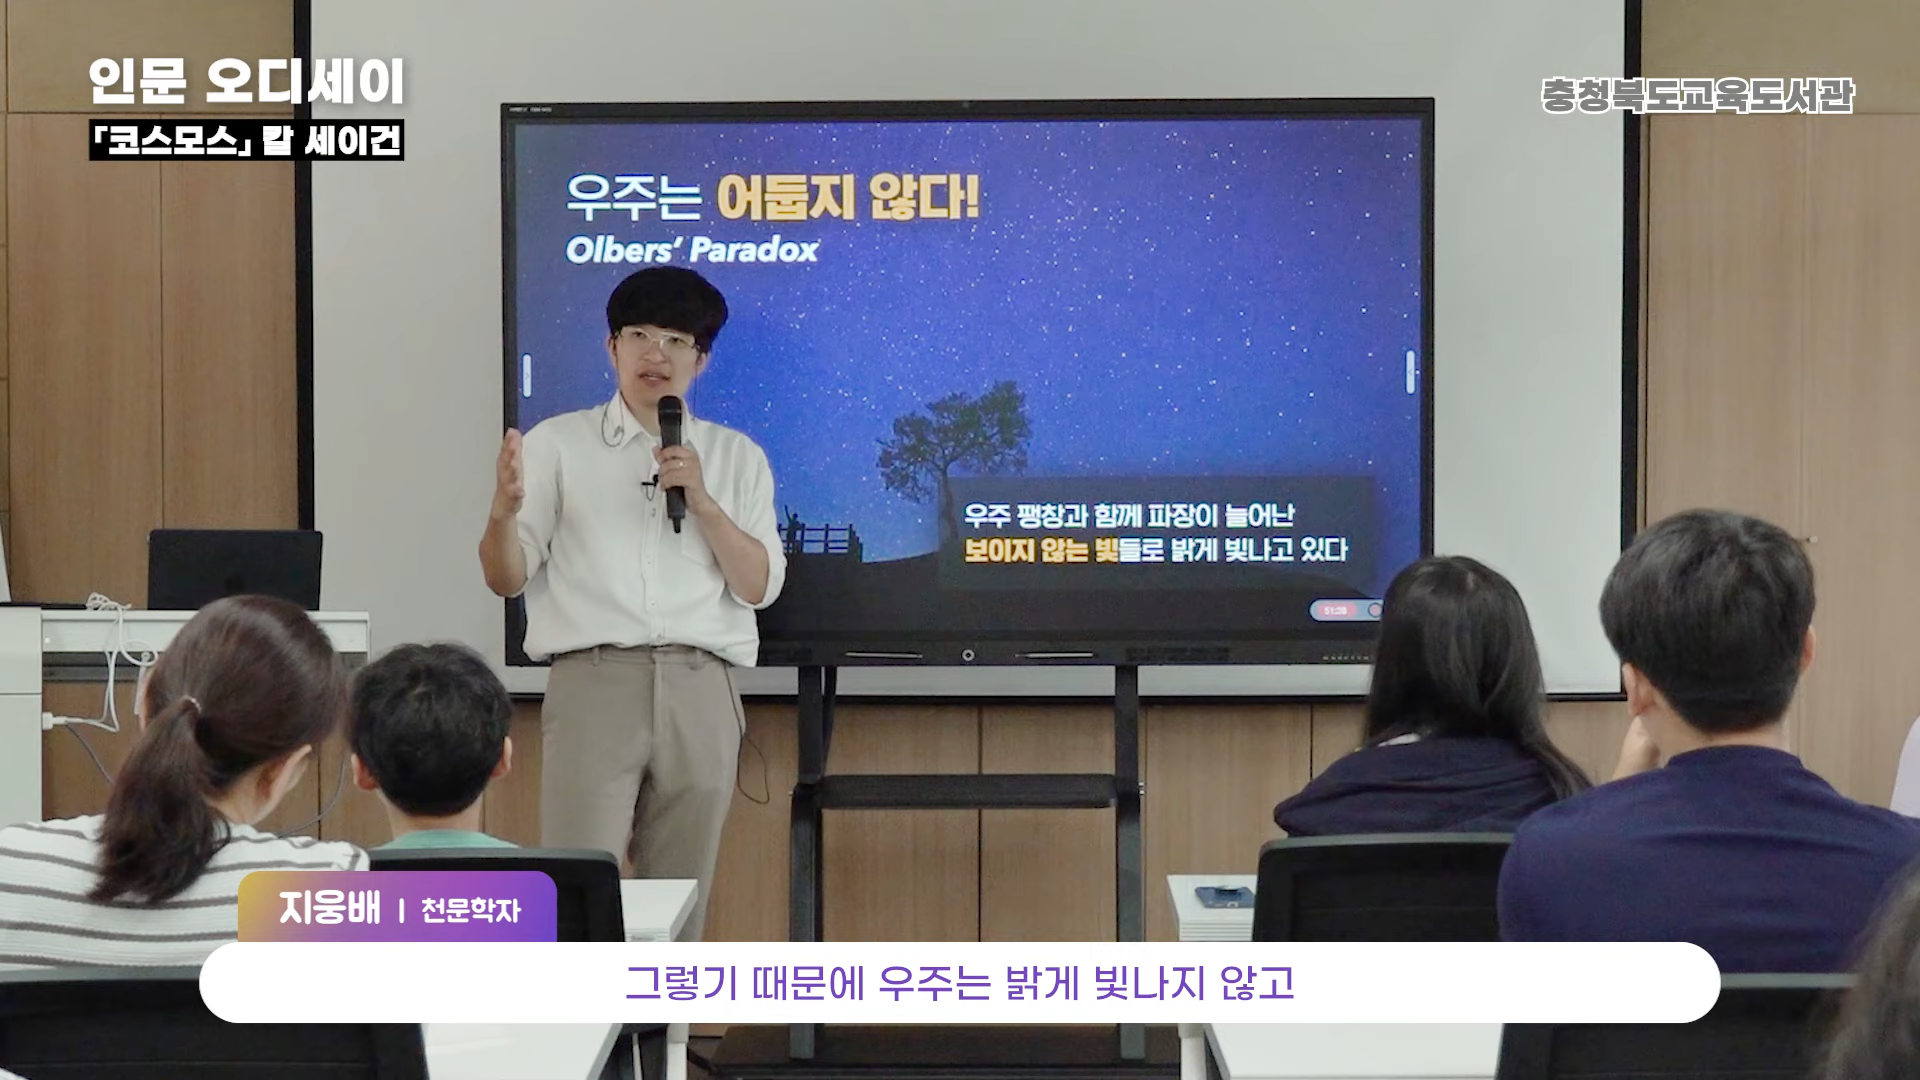 인문 오디세이
「코스모스」 칼 세이건
충청북도교육도서관
우주는 어둡지 않다!
Olbers' Paradox
우주 팽창과 함께 파장이 늘어난
보이지 않는 빛들로 밝게 빛나고 있다
지웅배 | 천문학자
그렇기 때문에 우주는 밝게 빛나지 않고